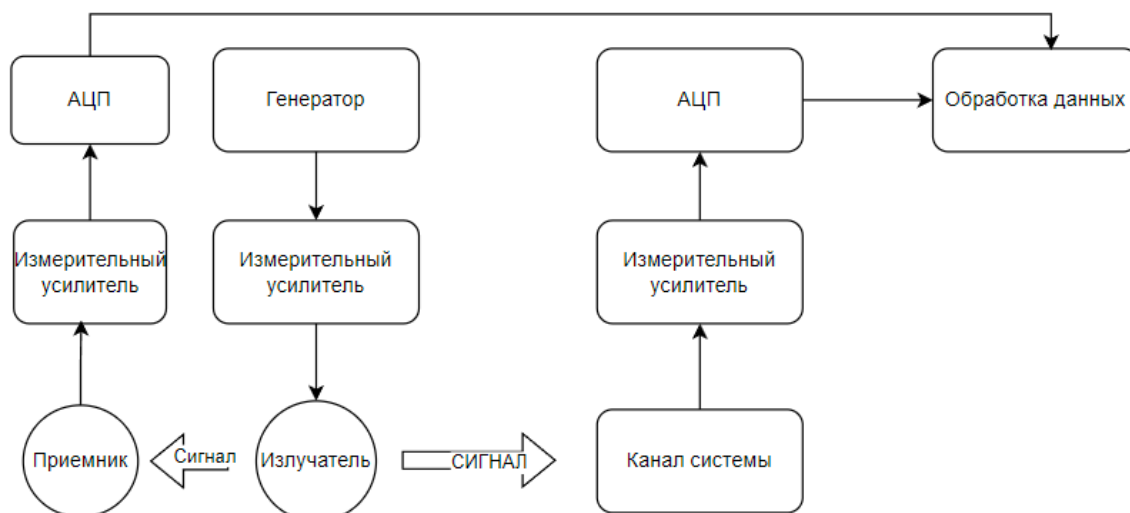 АЦП
Генератор
АЦП
Обработка данных
Измерительный
усилитель
Измерительный
усилитель
Измерительный
усилитель
Приемник
Сигнал
Излучатель
СИГНАЛ
Канал системы